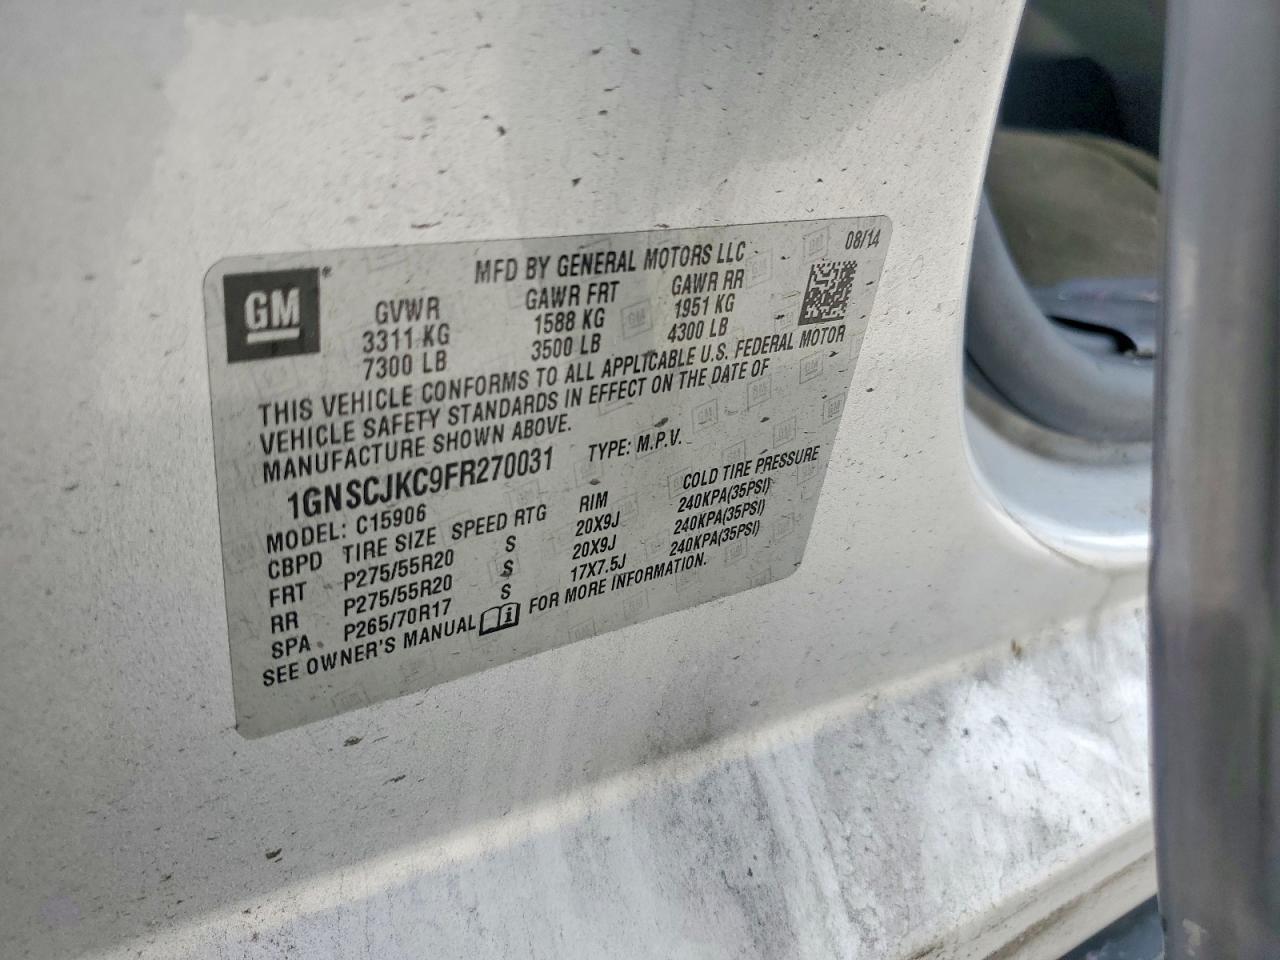 MFD BY GENERAL MOTORS LLC 08/14
GM®
GVWR GAWR FRT GAWR RR
3311 KG 1588 KG 1951 KG
7300 LB 3500 LB 4300 LB
THIS VEHICLE CONFORMS TO ALL APPLICABLE U.S. FEDERAL MOTOR
VEHICLE SAFETY STANDARDS IN EFFECT ON THE DATE OF
MANUFACTURE SHOWN ABOVE.
1GNSCJKC9FR270031 TYPE: M.P.V.
MODEL: C15906
CBPD TIRE SIZE SPEED RTG RIM COLD TIRE PRESSURE
FRT P275/55R20 S 20X9J 240KPA(35PSI)
RR P275/55R20 S 20X9J 240KPA(35PSI)
SPA P265/70R17 S 17X7.5J 240KPA(35PSI)
SEE OWNER'S MANUAL FOR MORE INFORMATION.